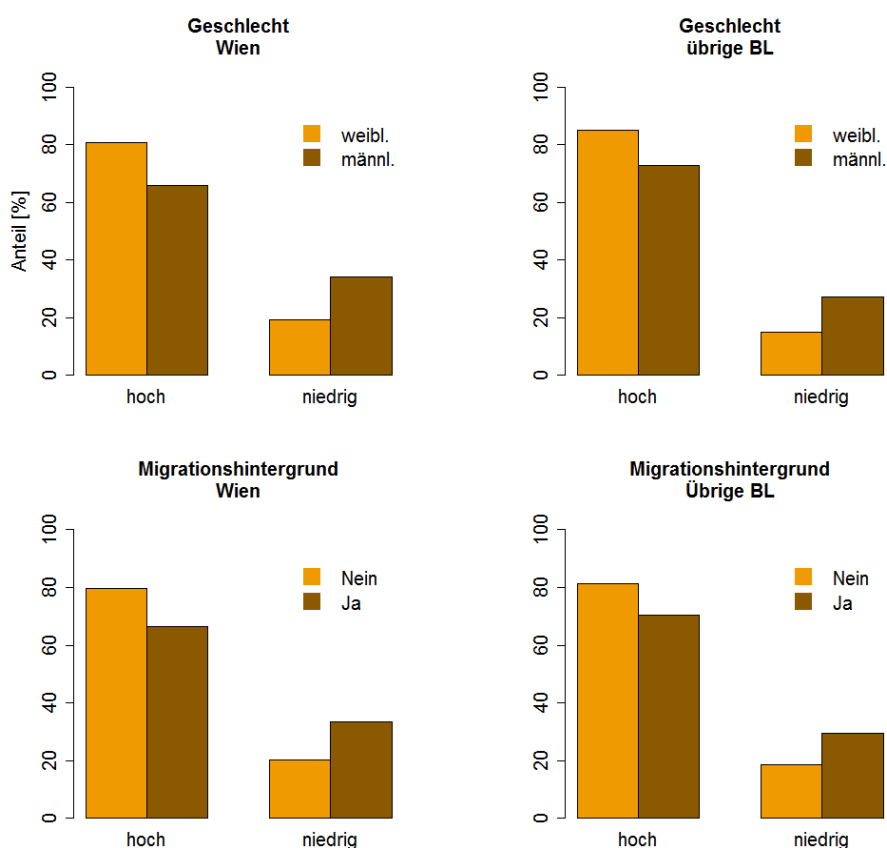 Geschlecht
Wien
Anteil [%]
0
20
40
60
80
100
weibl.
männl.
hoch
niedrig
Geschlecht
übrige BL
0
20
40
60
80
100
weibl.
männl.
hoch
niedrig
Migrationshintergrund
Wien
0
20
40
60
80
100
Nein
Ja
hoch
niedrig
Migrationshintergrund
Übrige BL
0
20
40
60
80
100
Nein
Ja
hoch
niedrig